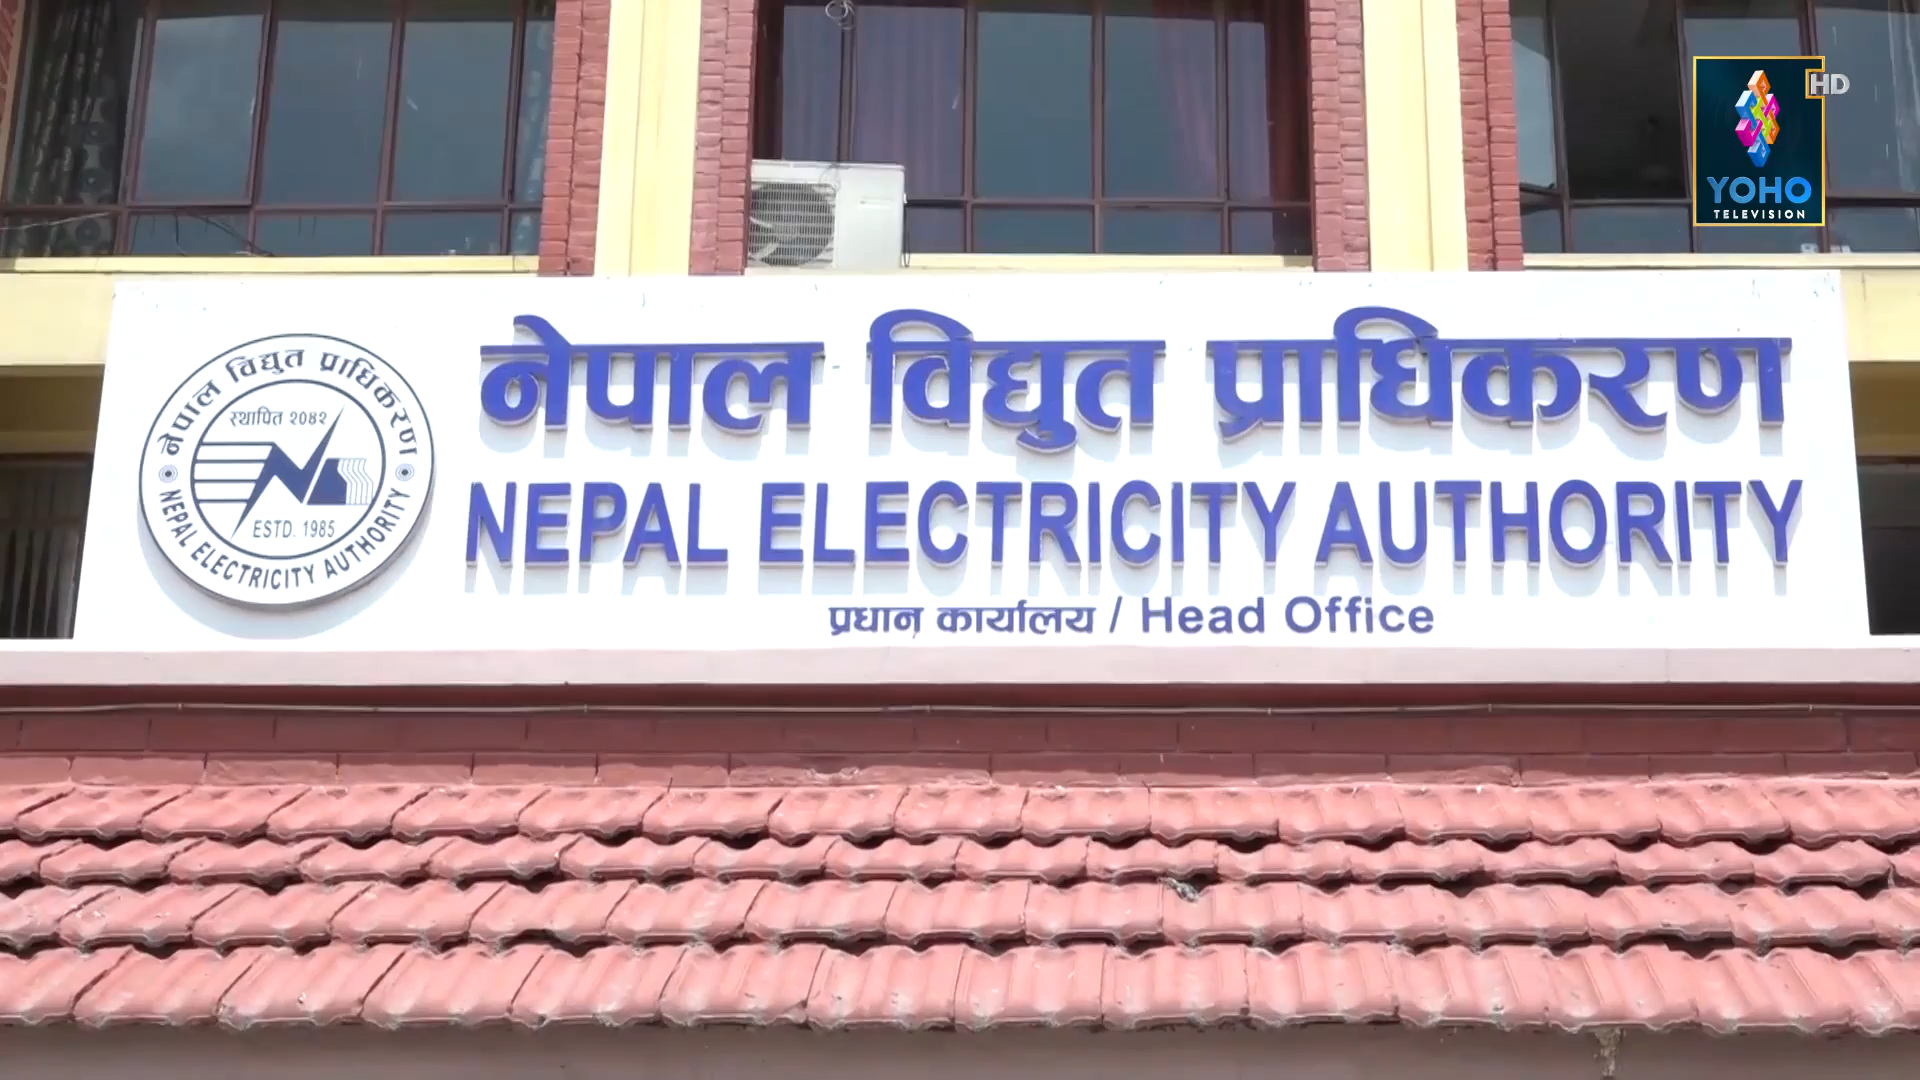 HD
YOHO
TELEVISION
नेपाल विद्युत प्राधिकरण
NEPAL ELECTRICITY AUTHORITY
प्रधान कार्यालय / Head Office
नेपाल विद्युत प्राधिकरण
स्थापित २०४२
ESTD. 1985
NEPAL ELECTRICITY AUTHORITY